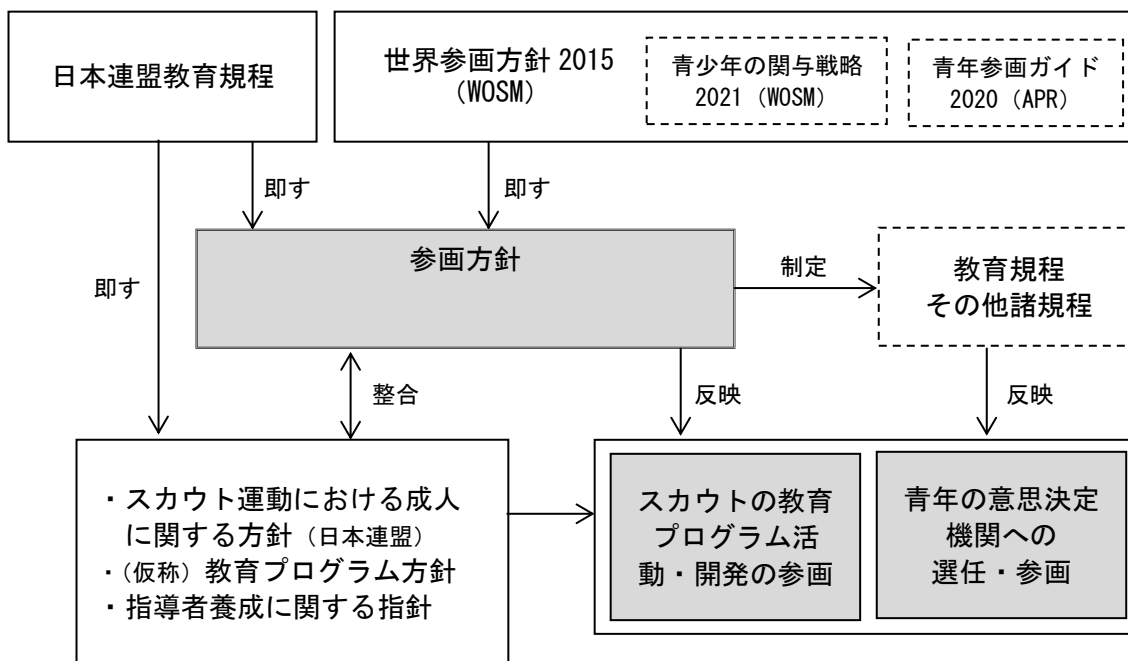 日本連盟教育規程
世界参画方針 2015
(WOSM)
青少年の関与戦略
2021 (WOSM)
青年参画ガイド
2020 (APR)
即す
即す
即す
参画方針
制定
教育規程
その他諸規程
整合
反映
反映
・スカウト運動における成人
に関する方針(日本連盟)
・(仮称)教育プログラム方針
・指導者養成に関する指針
スカウトの教育
プログラム活
動・開発の参画
青年の意思決定
機関への
選任・参画